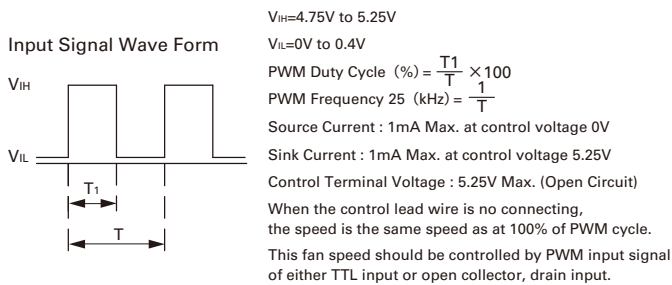 Input Signal Wave Form
VIH
VIL
T1
T
VIH=4.75V to 5.25V
VIL=0V to 0.4V
PWM Duty Cycle (%) = T1/T ×100
PWM Frequency 25 (kHz) = 1/T
Source Current : 1mA Max. at control voltage 0V
Sink Current : 1mA Max. at control voltage 5.25V
Control Terminal Voltage : 5.25V Max. (Open Circuit)
When the control lead wire is no connecting,
the speed is the same speed as at 100% of PWM cycle.
This fan speed should be controlled by PWM input signal
of either TTL input or open collector, drain input.